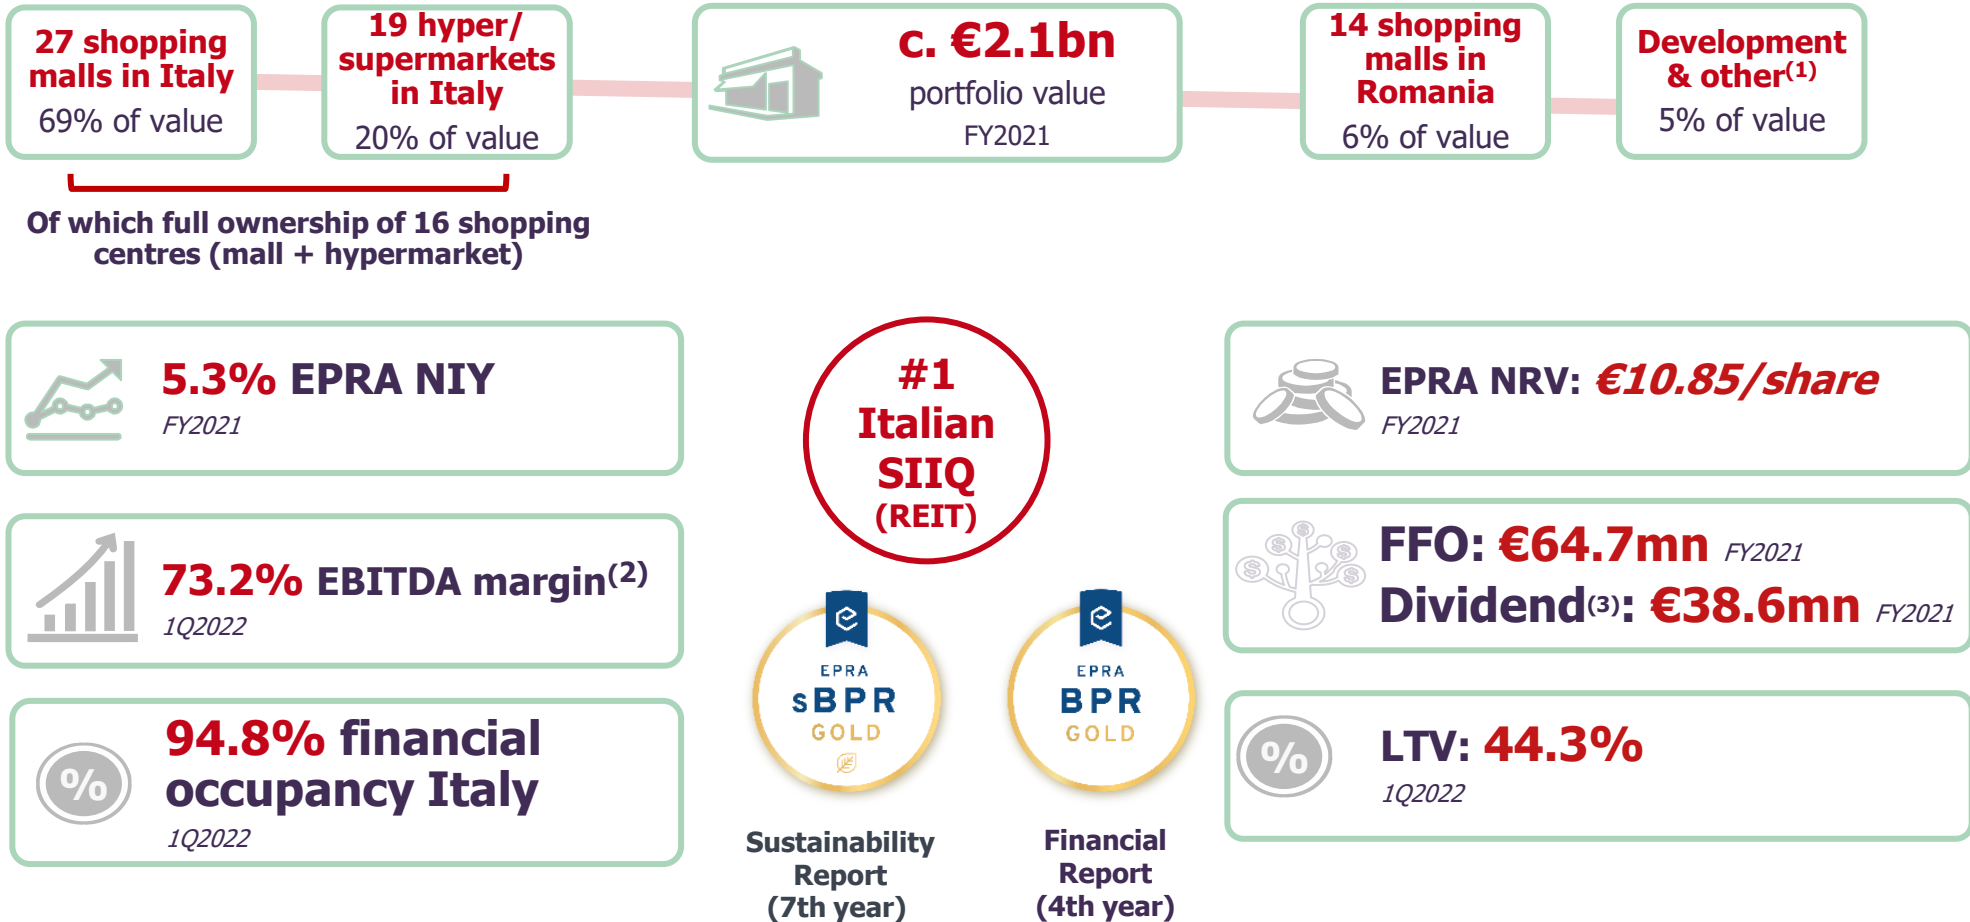 27 shopping
malls in Italy
69% of value
19 hyper/
supermarkets
in Italy
20% of value
c. €2.1bn
portfolio value
FY2021
14 shopping
malls in
Romania
6% of value
Development
& other(1)
5% of value
Of which full ownership of 16 shopping
centres (mall + hypermarket)
5.3% EPRA NIY
FY2021
73.2% EBITDA margin(2)
1Q2022
%
94.8% financial
occupancy Italy
1Q2022
#1
Italian
SIIQ
(REIT)
EPRA
sBPR
GOLD
Sustainability
Report
(7th year)
EPRA
BPR
GOLD
Financial
Report
(4th year)
EPRA NRV: €10.85/share
FY2021
$
$
$
$
FFO: €64.7mn FY2021
Dividend(3): €38.6mn FY2021
%
LTV: 44.3%
1Q2022